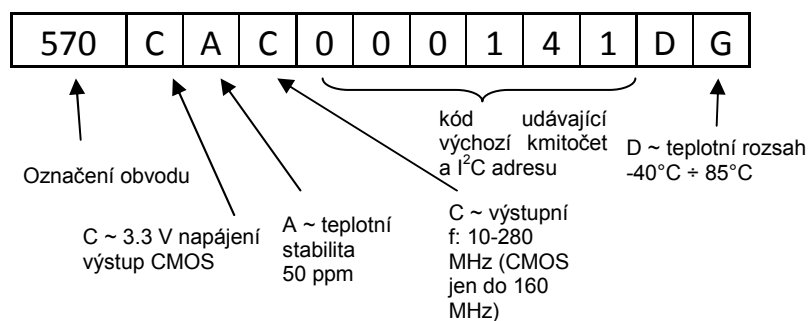 570 C A C 0 0 0 1 4 1 D G
Označení obvodu
C ~ 3.3 V napájení
výstup CMOS
A ~ teplotní
stabilita
50 ppm
kód udávající
výchozí kmitočet
a I²C adresu
C ~ výstupní
f: 10-280
MHz (CMOS
jen do 160
MHz)
D ~ teplotní rozsah
-40°C ÷ 85°C